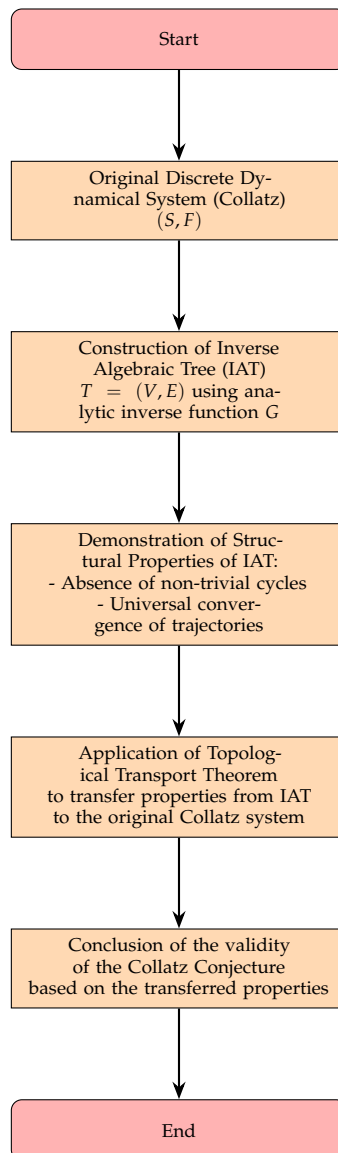 Start
Original Discrete Dy-
namical System (Collatz)
(S, F)
Construction of Inverse
Algebraic Tree (IAT)
T = (V, E) using ana-
lytic inverse function G
Demonstration of Struc-
tural Properties of IAT:
- Absence of non-trivial cycles
- Universal conver-
gence of trajectories
Application of Topolog-
ical Transport Theorem
to transfer properties from IAT
to the original Collatz system
Conclusion of the validity
of the Collatz Conjecture
based on the transferred properties
End